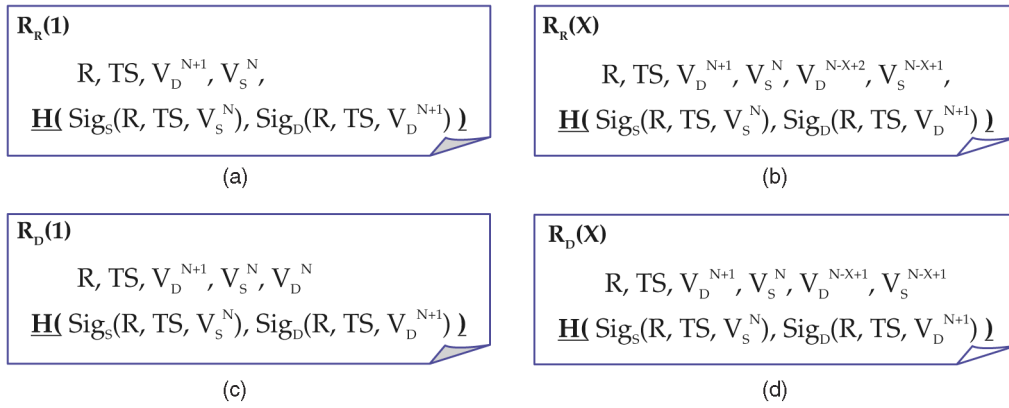 R_R(1)
R, TS, V_D^{N+1}, V_S^N,
H( Sig_S(R, TS, V_S^N), Sig_D(R, TS, V_D^{N+1}) )
(a)
R_R(X)
R, TS, V_D^{N+1}, V_S^N, V_D^{N-X+2}, V_S^{N-X+1},
H( Sig_S(R, TS, V_S^N), Sig_D(R, TS, V_D^{N+1}) )
(b)
R_D(1)
R, TS, V_D^{N+1}, V_S^N, V_D^N
H( Sig_S(R, TS, V_S^N), Sig_D(R, TS, V_D^{N+1}) )
(c)
R_D(X)
R, TS, V_D^{N+1}, V_S^N, V_D^{N-X+1}, V_S^{N-X+1}
H( Sig_S(R, TS, V_S^N), Sig_D(R, TS, V_D^{N+1}) )
(d)